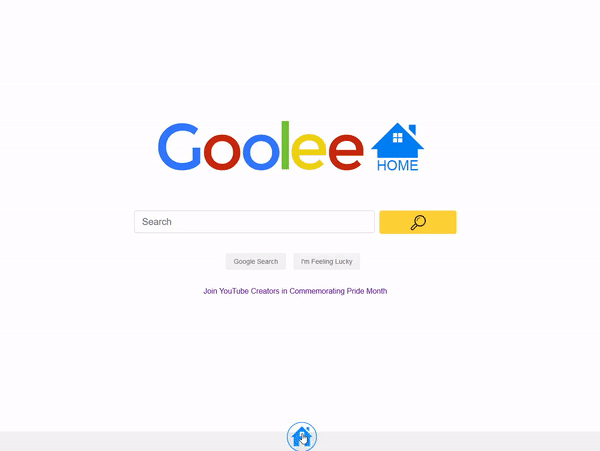 Goolee
HOME
Search
Google Search
I'm Feeling Lucky
Join YouTube Creators in Commemorating Pride Month